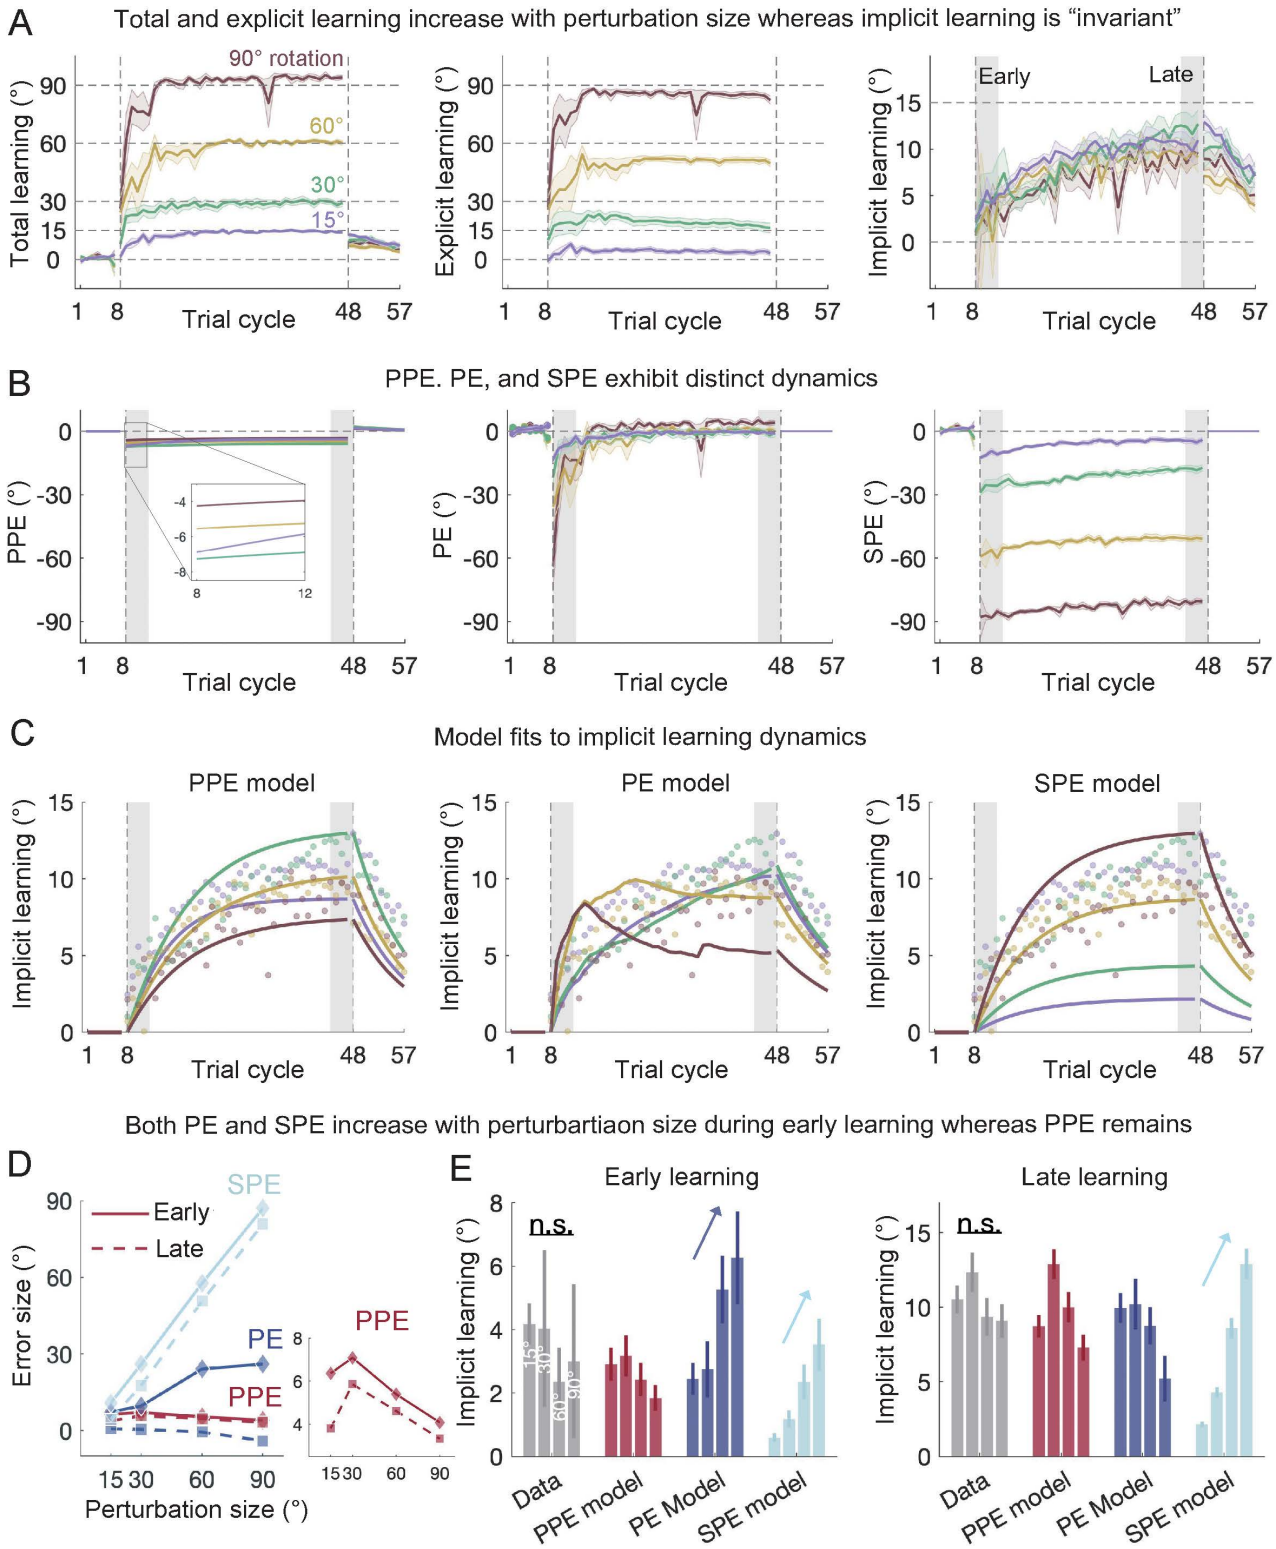 A
Total and explicit learning increase with perturbation size whereas implicit learning is “invariant”
Total learning (°)
90
60
30
15
0
90° rotation
60°
30°
15°
1
8
48
57
Trial cycle
Explicit learning (°)
90
60
30
15
0
1
8
48
57
Trial cycle
Implicit learning (°)
15
10
5
0
Early
Late
1
8
48
57
Trial cycle
B
PPE. PE, and SPE exhibit distinct dynamics
PPE (°)
0
-30
-60
-90
-4
-6
-8
8
12
1
8
48
57
Trial cycle
PE (°)
0
-30
-60
-90
1
8
48
57
Trial cycle
SPE (°)
0
-30
-60
-90
1
8
48
57
Trial cycle
C
Model fits to implicit learning dynamics
PPE model
Implicit learning (°)
15
10
5
0
1
8
48
57
Trial cycle
PE model
Implicit learning (°)
15
10
5
0
1
8
48
57
Trial cycle
SPE model
Implicit learning (°)
15
10
5
0
1
8
48
57
Trial cycle
Both PE and SPE increase with perturbartiaon size during early learning whereas PPE remains
D
Error size (°)
90
60
30
0
SPE
Early
Late
PE
PPE
15 30 60 90
Perturbation size (°)
PPE
8
6
4
15 30 60 90
E
Early learning
Implicit learning (°)
8
6
4
2
0
n.s.
15°
30°
60°
90°
Data
PPE model
PE Model
SPE model
Late learning
Implicit learning (°)
15
10
5
0
n.s.
Data
PPE model
PE Model
SPE model